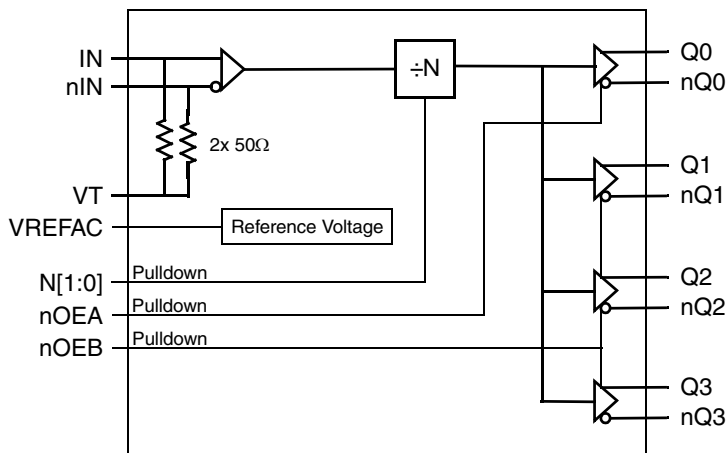 IN
nIN
÷N
2x 50Ω
VT
VREFAC
Reference Voltage
N[1:0]
Pulldown
nOEA
Pulldown
nOEB
Pulldown
Q0
nQ0
Q1
nQ1
Q2
nQ2
Q3
nQ3